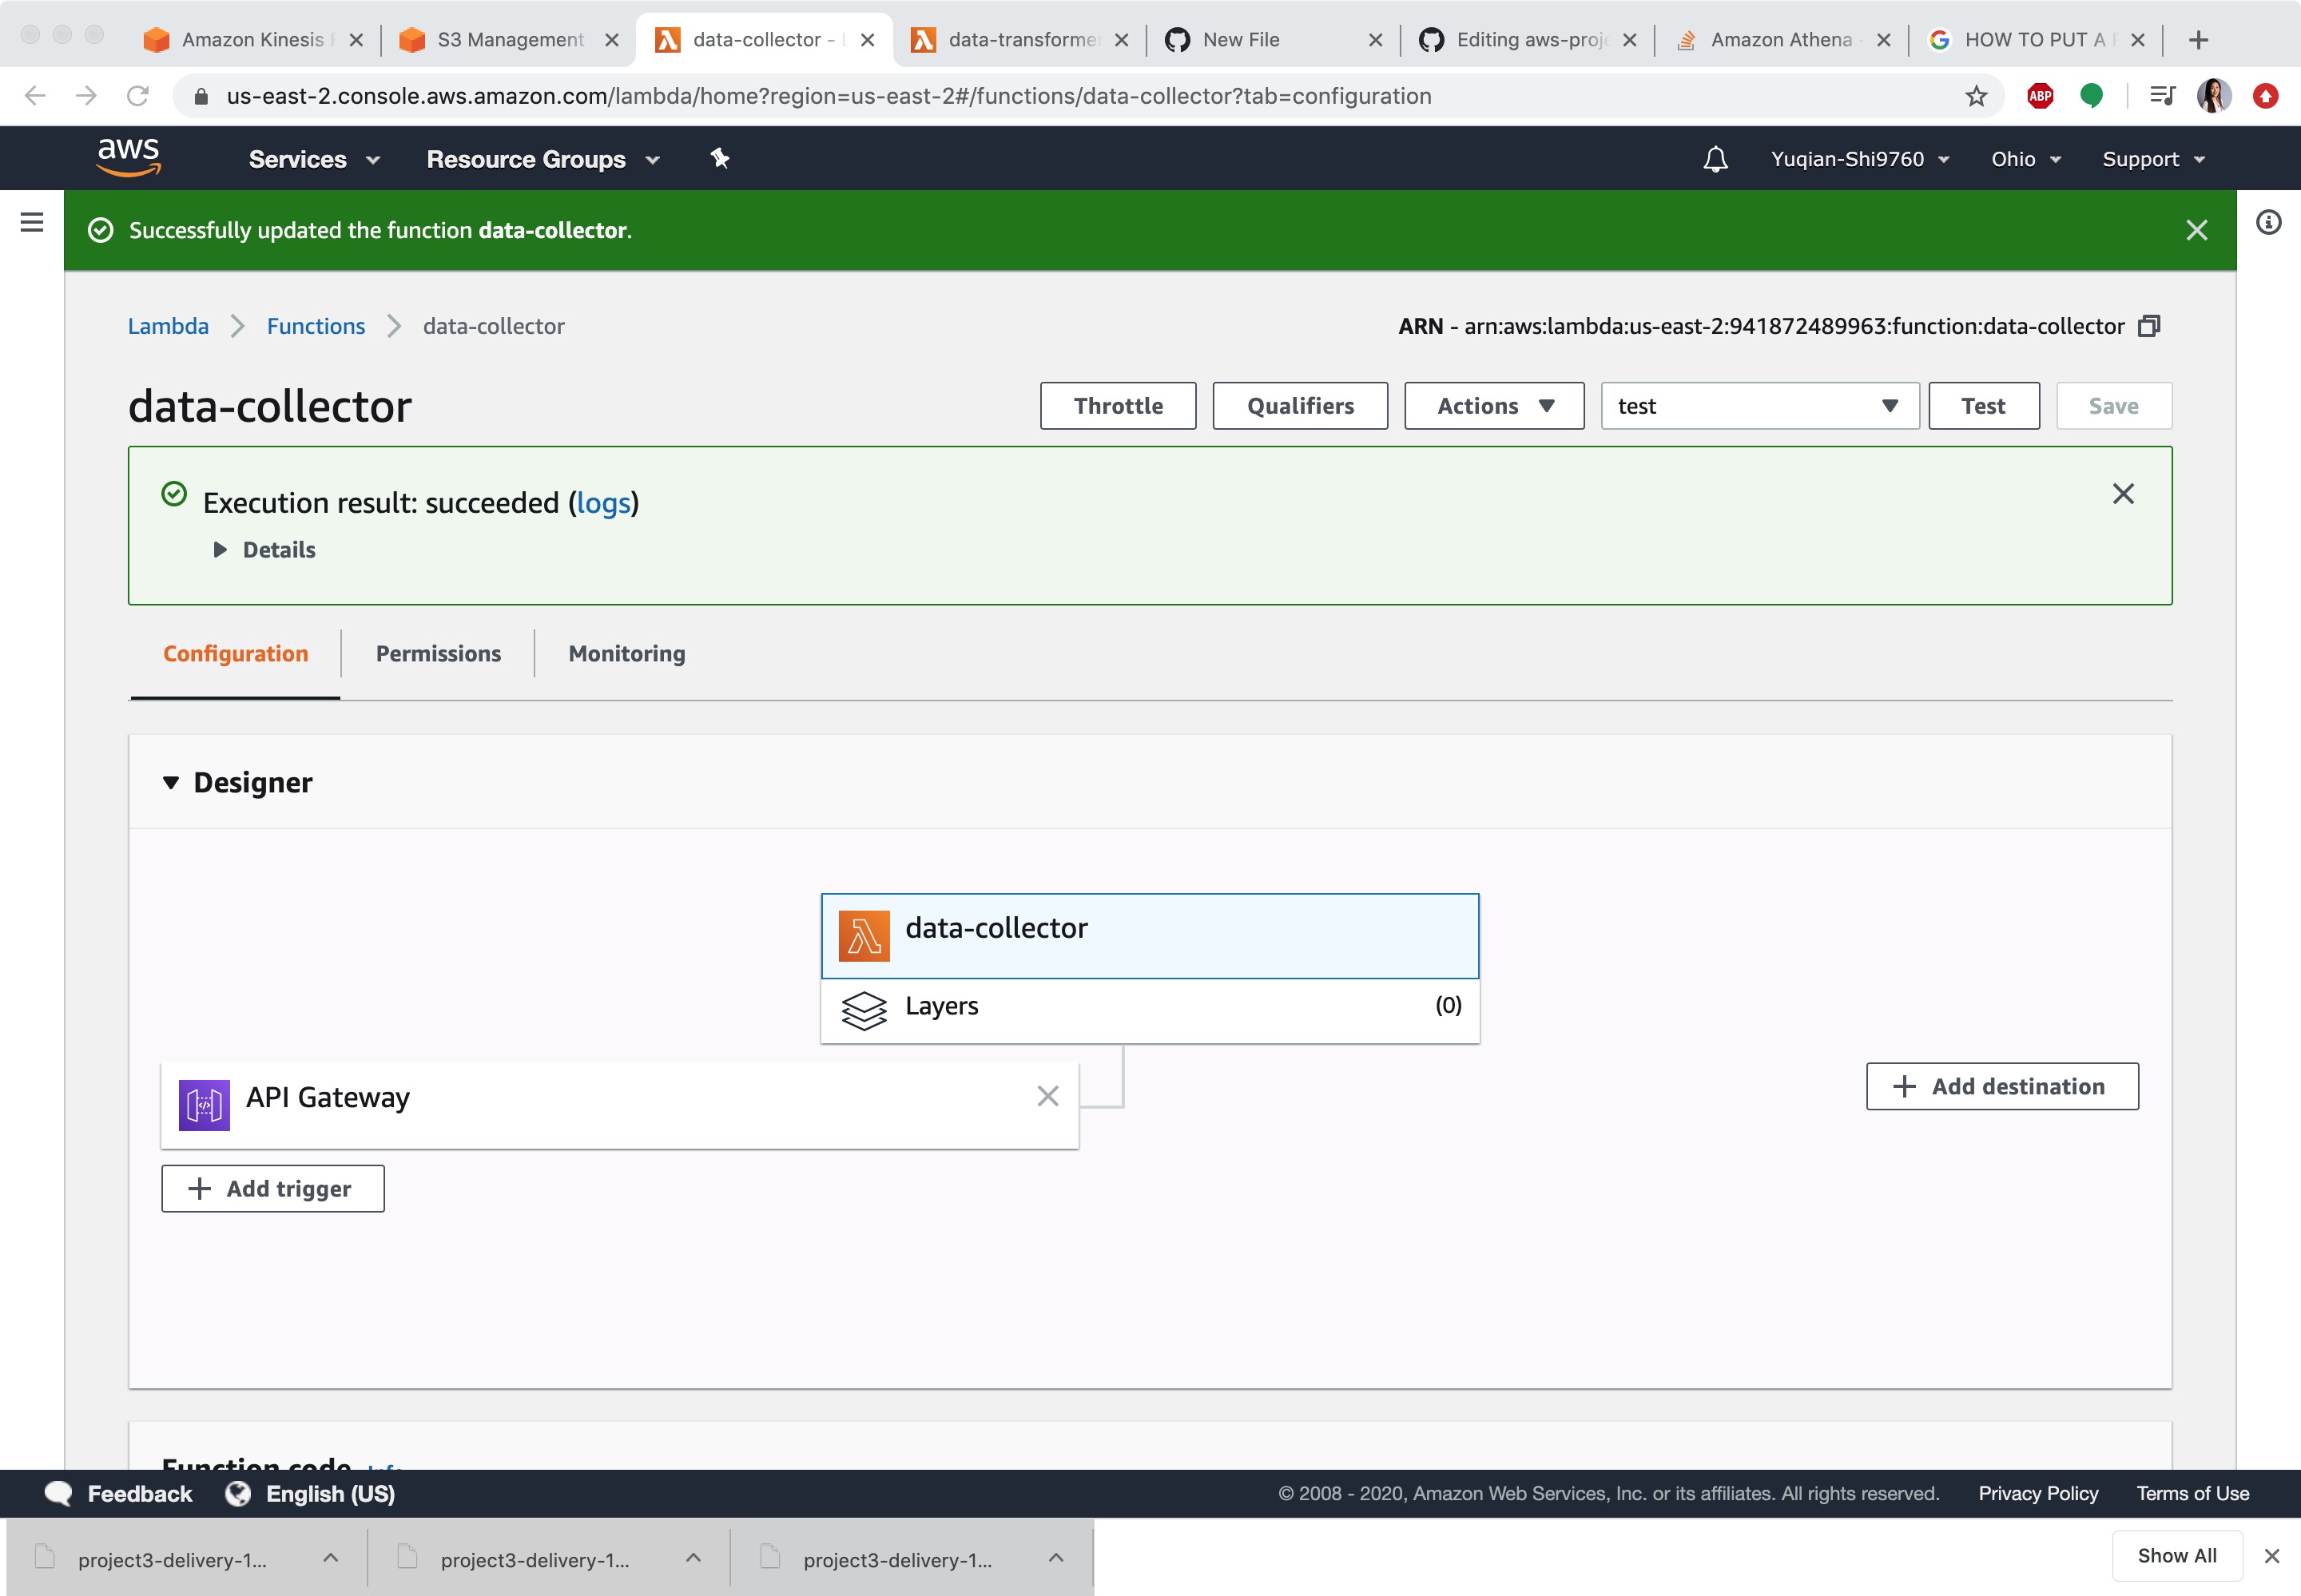 Amazon Kinesis
S3 Management
data-collector -
data-transformer
New File
Editing aws-proj
Amazon Athena -
HOW TO PUT A
us-east-2.console.aws.amazon.com/lambda/home?region=us-east-2#/functions/data-collector?tab=configuration
ABP
aws
Services
Resource Groups
Yuqian-Shi9760
Ohio
Support
Successfully updated the function data-collector.
Lambda
Functions
data-collector
ARN - arn:aws:lambda:us-east-2:941872489963:function:data-collector
data-collector
Throttle
Qualifiers
Actions
test
Test
Save
Execution result: succeeded (logs)
Details
Configuration
Permissions
Monitoring
Designer
data-collector
Layers
(0)
API Gateway
Add destination
Add trigger
Function code Info
Feedback
English (US)
© 2008 - 2020, Amazon Web Services, Inc. or its affiliates. All rights reserved.
Privacy Policy
Terms of Use
project3-delivery-1...
project3-delivery-1...
project3-delivery-1...
Show All